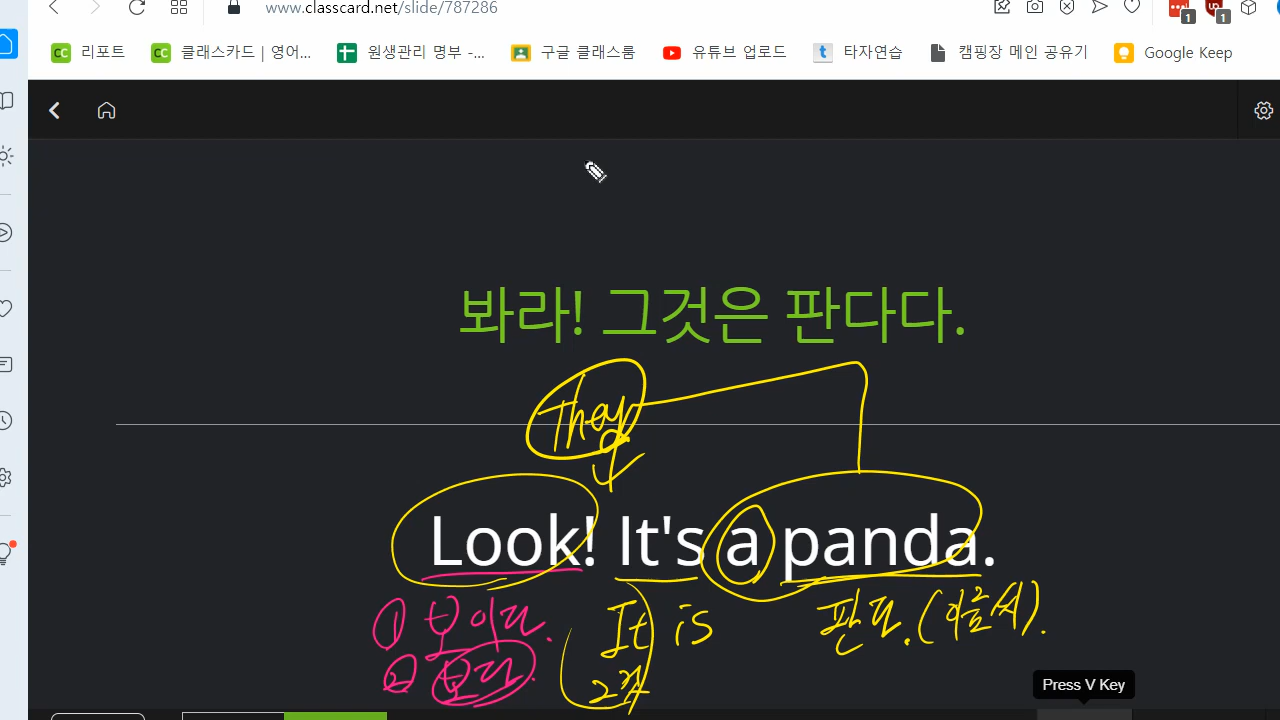 www.classcard.net/slide/787286
1 1
리포트 클래스카드 | 영어... 원생관리 명부 -... 구글 클래스룸 유튜브 업로드 타자연습 캠핑장 메인 공유기 Google Keep
봐라! 그것은 판다다.
They
Look! It's a panda.
① 보이다. It is 판다.
② 보다. 그것
Press V Key